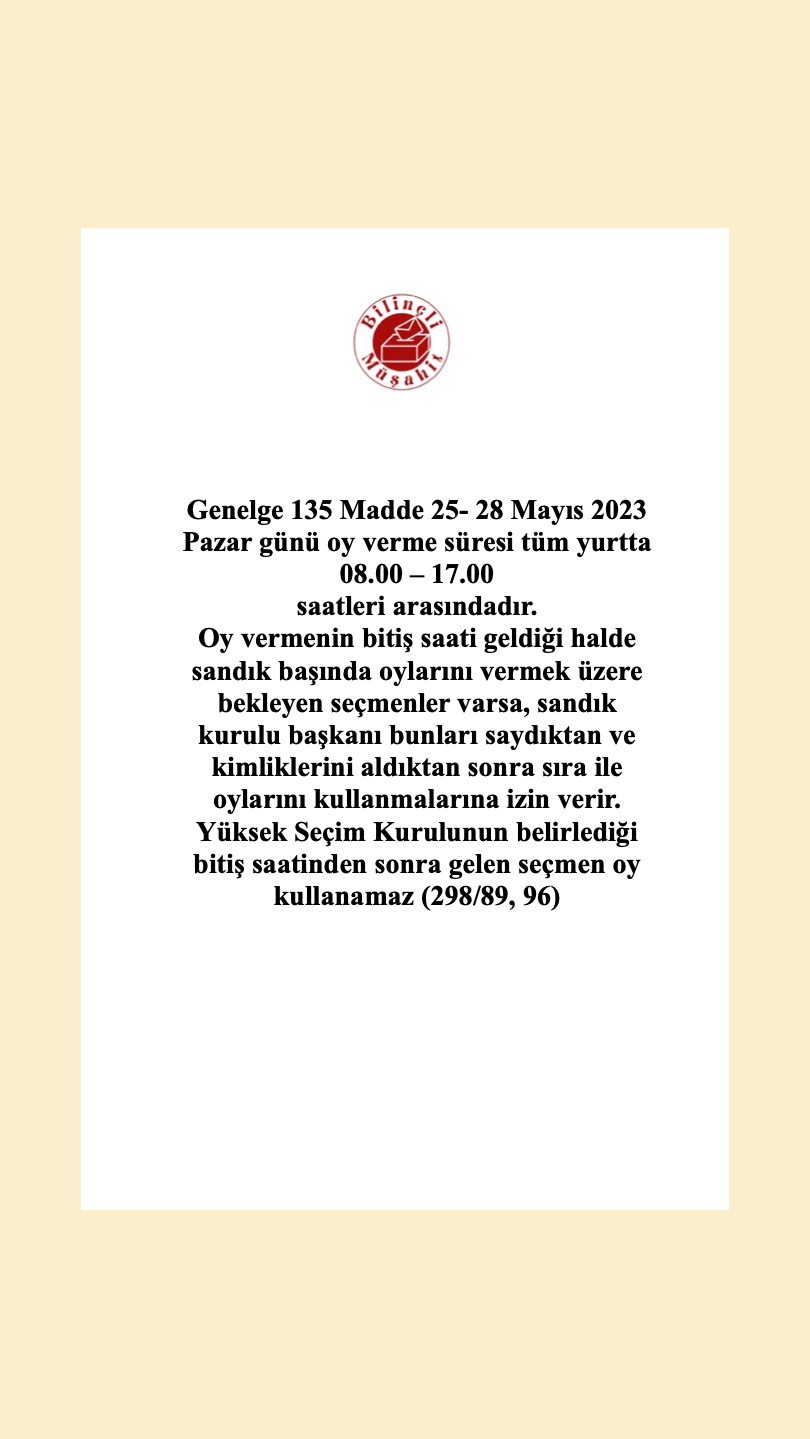 Bilinçli
Müşahit
Genelge 135 Madde 25- 28 Mayıs 2023
Pazar günü oy verme süresi tüm yurtta
08.00 – 17.00
saatleri arasındadır.
Oy vermenin bitiş saati geldiği halde
sandık başında oylarını vermek üzere
bekleyen seçmenler varsa, sandık
kurulu başkanı bunları saydıktan ve
kimliklerini aldıktan sonra sıra ile
oylarını kullanmalarına izin verir.
Yüksek Seçim Kurulunun belirlediği
bitiş saatinden sonra gelen seçmen oy
kullanamaz (298/89, 96)